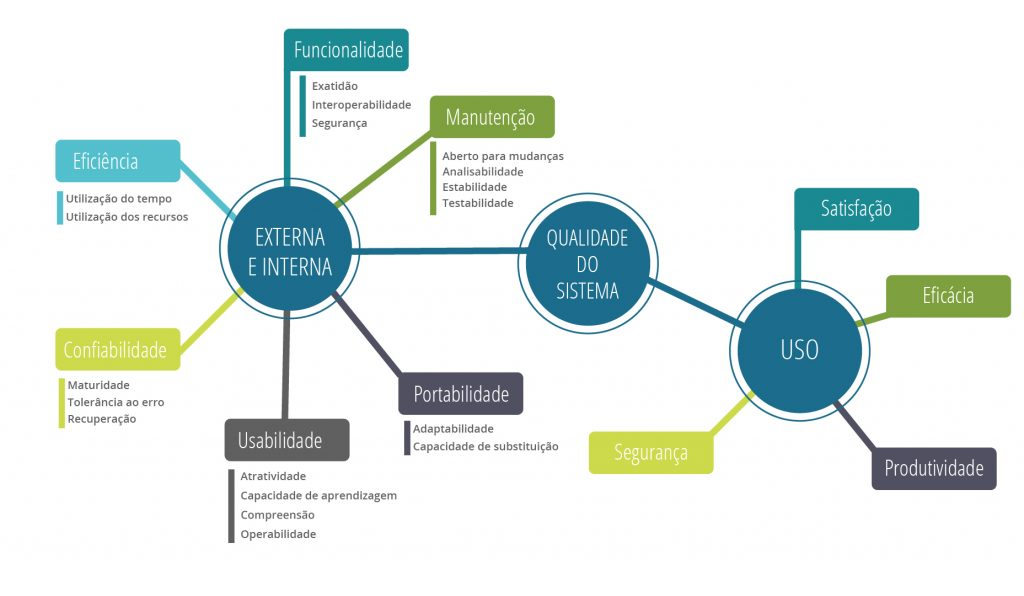 Funcionalidade
Exatidão
Interoperabilidade
Segurança
Manutenção
Aberto para mudanças
Analisabilidade
Estabilidade
Testabilidade
Eficiência
Utilização do tempo
Utilização dos recursos
EXTERNA
E INTERNA
QUALIDADE
DO
SISTEMA
Satisfação
Eficácia
USO
Confiabilidade
Maturidade
Tolerância ao erro
Recuperação
Portabilidade
Adaptabilidade
Capacidade de substituição
Usabilidade
Atratividade
Capacidade de aprendizagem
Compreensão
Operabilidade
Segurança
Produtividade